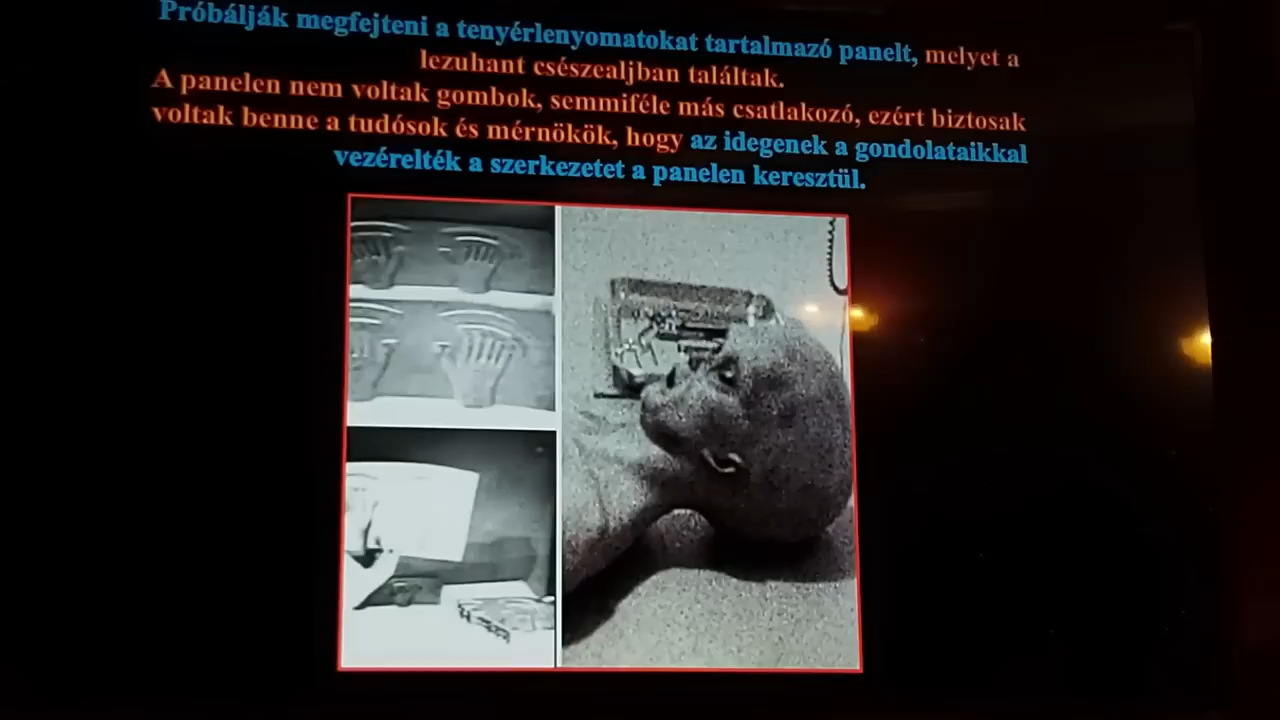 Próbálják megfejteni a tenyérlenyomatokat tartalmazó panelt, melyet a
lezuhant csészealjban találtak.
A panelen nem voltak gombok, semmiféle más csatlakozó, ezért biztosak
voltak benne a tudósok és mérnökök, hogy az idegenek a gondolataikkal
vezérelték a szerkezetet a panelen keresztül.